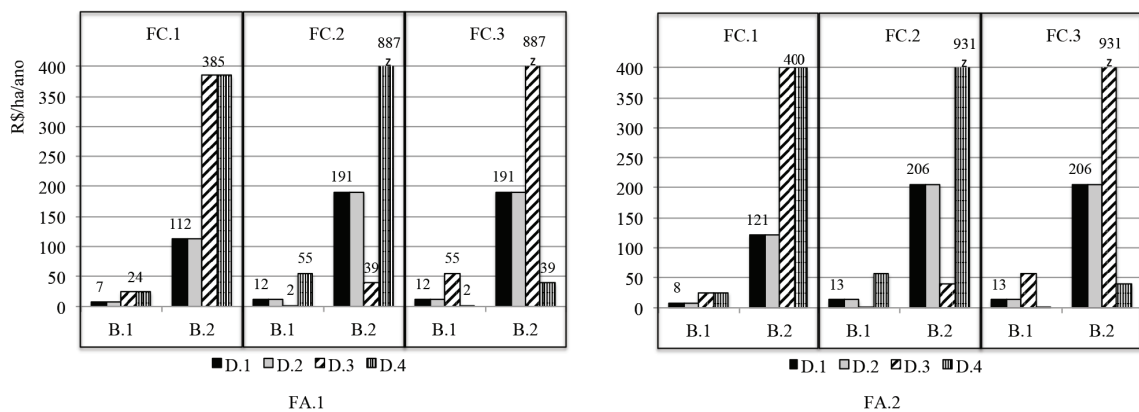 FC.1 FC.2 FC.3
887 887
z z
385
R$/ha/ano
400
350
300
250
200
150
100
50
0
7 24 112
12 2 55 191 39
12 55 2 191 39
B.1 B.2 B.1 B.2 B.1 B.2
D.1 D.2 D.3 D.4
FA.1
FC.1 FC.2 FC.3
931 931
z z
400
400
350
300
250
200
150
100
50
0
8 121
13 206
13 206
B.1 B.2 B.1 B.2 B.1 B.2
D.1 D.2 D.3 D.4
FA.2